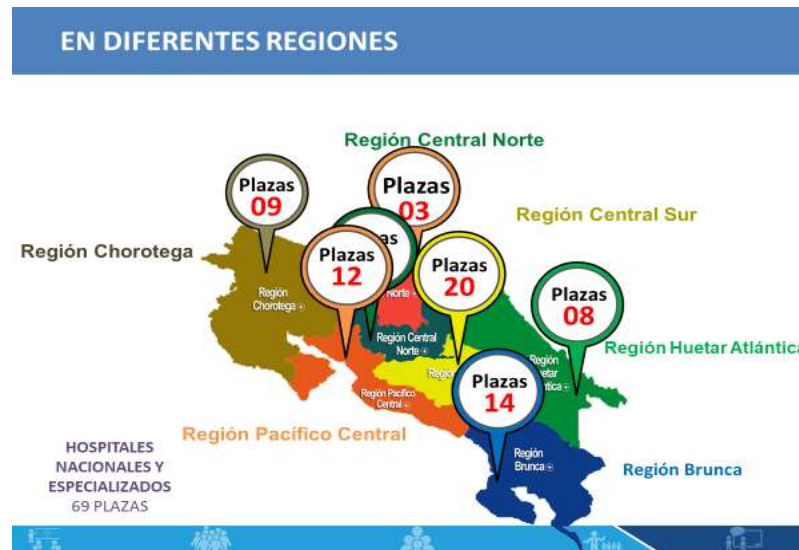 EN DIFERENTES REGIONES
Región Central Norte
Plazas
09
Plazas
03
Región Central Sur
Región Chorotega
Plazas
12
Plazas
20
Plazas
08
Región
Chorotega
Norte
Región Central
Norte
Región Huetar Atlántica
Región Pacífico
Central
Plazas
14
Región
Región Pacífico Central
HOSPITALES
NACIONALES Y
ESPECIALIZADOS
69 PLAZAS
Región
Brunca
Región Brunca